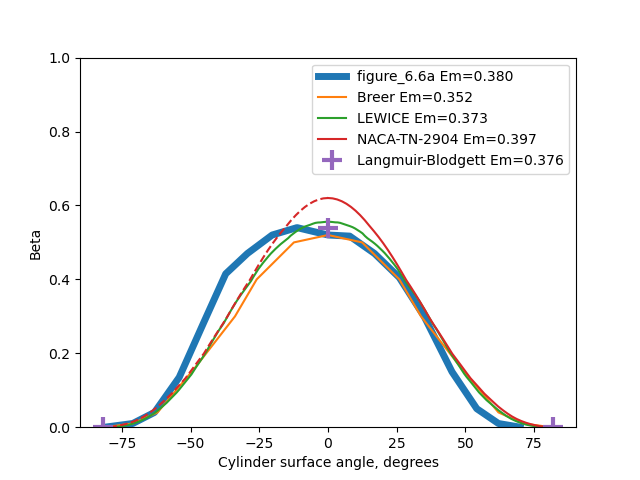 1.0
0.8
0.6
0.4
0.2
0.0
Beta
−75
−50
−25
0
25
50
75
Cylinder surface angle, degrees
figure_6.6a Em=0.380
Breer Em=0.352
LEWICE Em=0.373
NACA-TN-2904 Em=0.397
Langmuir-Blodgett Em=0.376